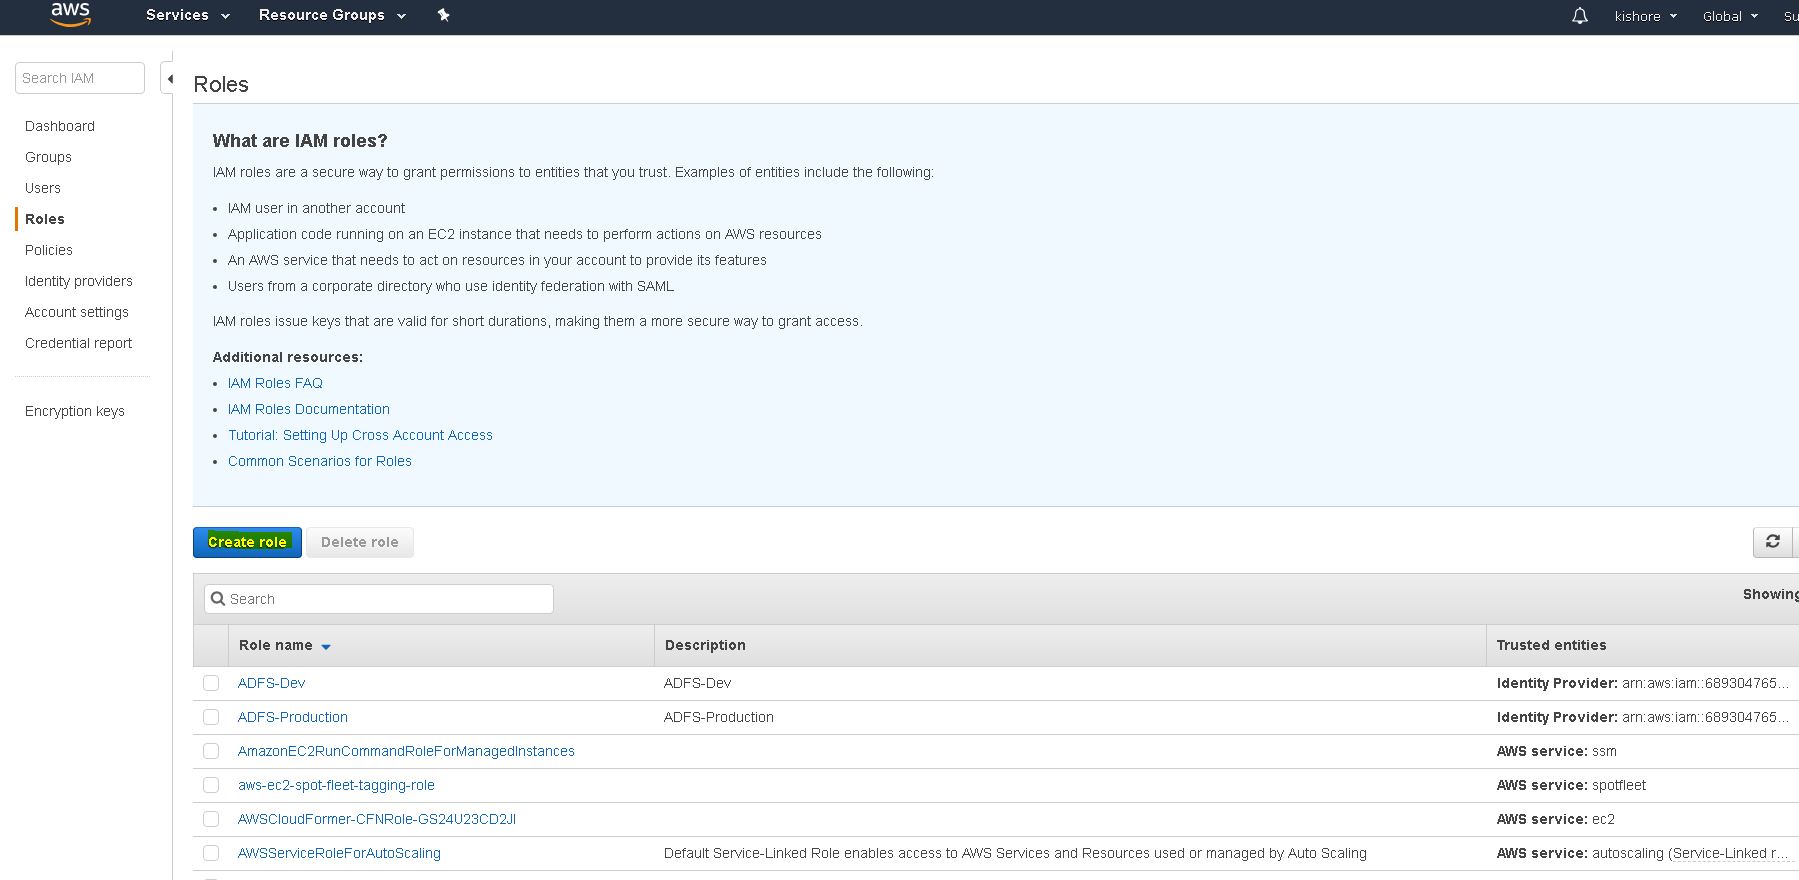 aws Services Resource Groups kishore Global Su
Search IAM
Dashboard
Groups
Users
Roles
Policies
Identity providers
Account settings
Credential report
Encryption keys
Roles
What are IAM roles?
IAM roles are a secure way to grant permissions to entities that you trust. Examples of entities include the following:
• IAM user in another account
• Application code running on an EC2 instance that needs to perform actions on AWS resources
• An AWS service that needs to act on resources in your account to provide its features
• Users from a corporate directory who use identity federation with SAML
IAM roles issue keys that are valid for short durations, making them a more secure way to grant access.
Additional resources:
• IAM Roles FAQ
• IAM Roles Documentation
• Tutorial: Setting Up Cross Account Access
• Common Scenarios for Roles
Create role Delete role
Search Showing
Role name Description Trusted entities
ADFS-Dev ADFS-Dev Identity Provider: arn:aws:iam::689304765...
ADFS-Production ADFS-Production Identity Provider: arn:aws:iam::689304765...
AmazonEC2RunCommandRoleForManagedInstances AWS service: ssm
aws-ec2-spot-fleet-tagging-role AWS service: spotfleet
AWSCloudFormer-CFNRole-GS24U23CD2JI AWS service: ec2
AWSServiceRoleForAutoScaling Default Service-Linked Role enables access to AWS Services and Resources used or managed by Auto Scaling AWS service: autoscaling (Service-Linked r...